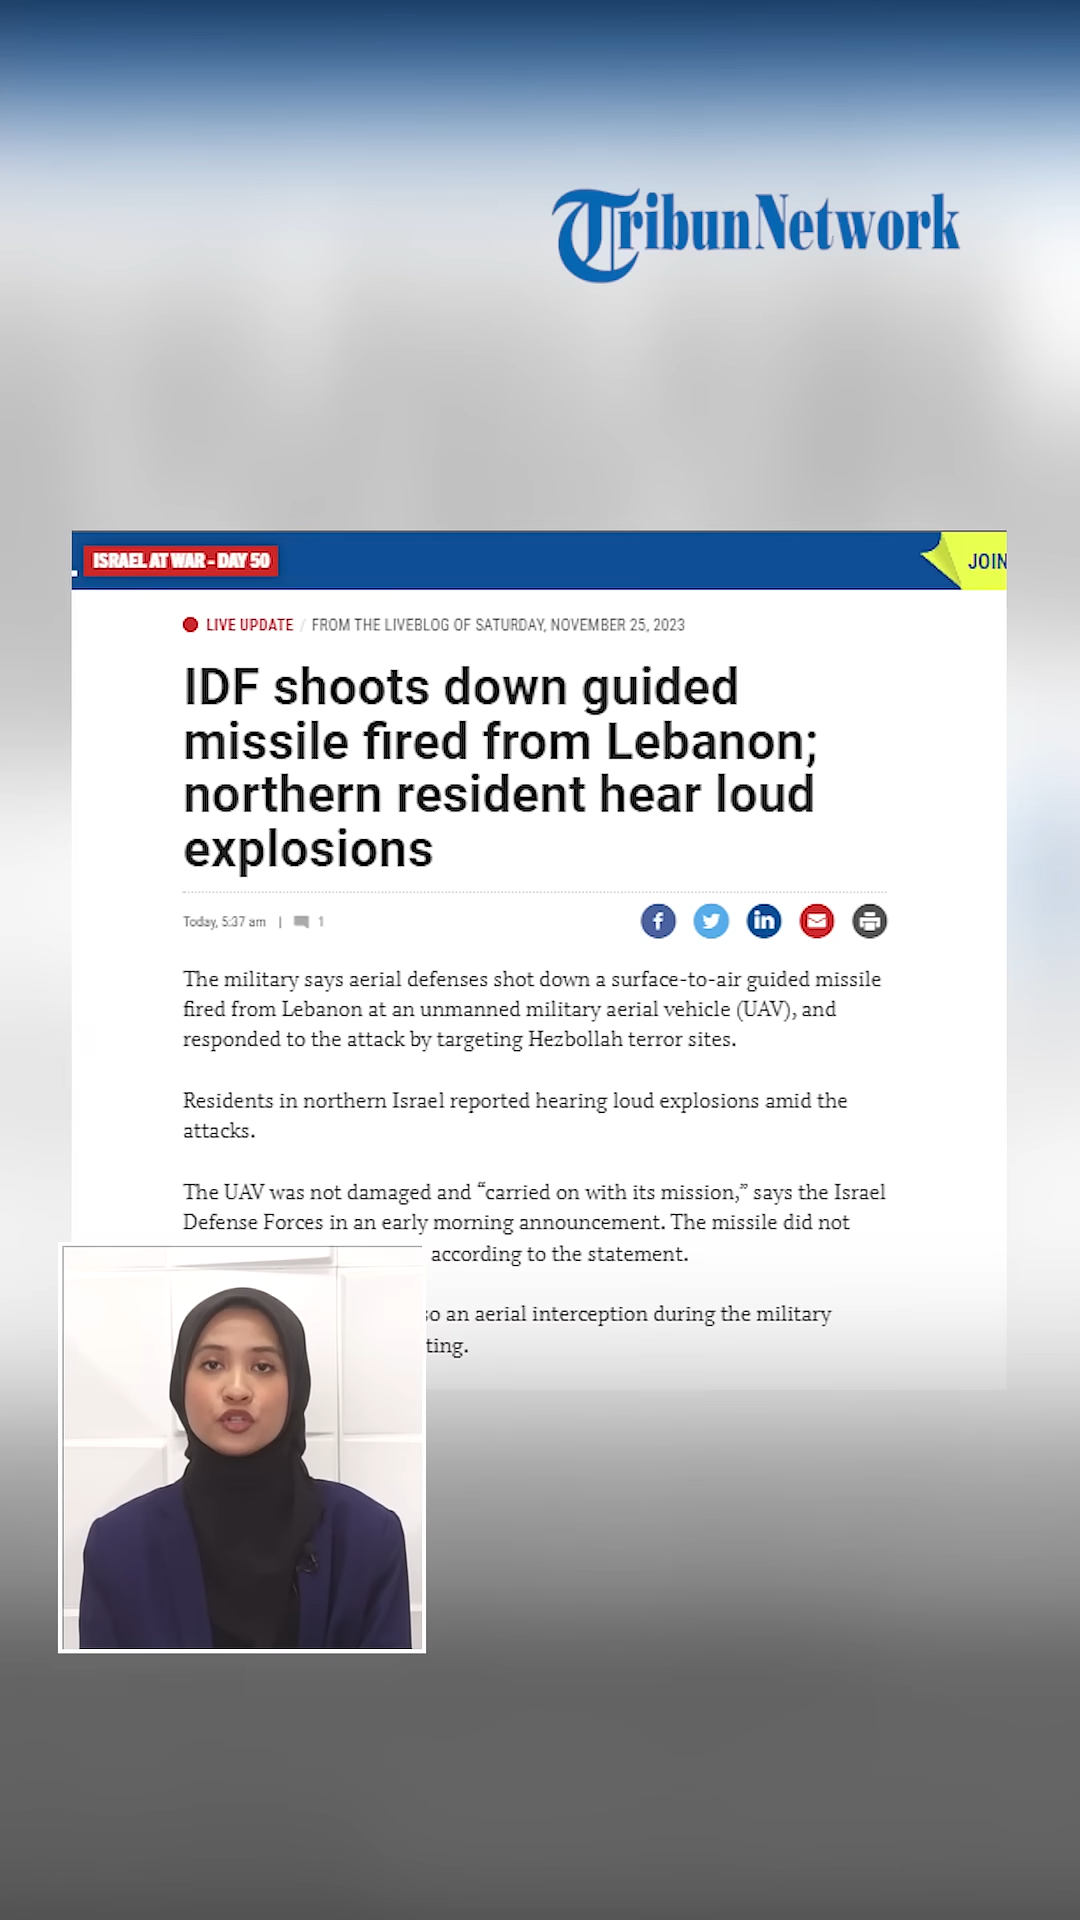 TribunNetwork
ISRAEL AT WAR - DAY 50
JOIN
LIVE UPDATE / FROM THE LIVEBLOG OF SATURDAY, NOVEMBER 25, 2023
IDF shoots down guided
missile fired from Lebanon;
northern resident hear loud
explosions
Today, 5:37 am | 1
The military says aerial defenses shot down a surface-to-air guided missile
fired from Lebanon at an unmanned military aerial vehicle (UAV), and
responded to the attack by targeting Hezbollah terror sites.
Residents in northern Israel reported hearing loud explosions amid the
attacks.
The UAV was not damaged and “carried on with its mission,” says the Israel
Defense Forces in an early morning announcement. The missile did not
according to the statement.
so an aerial interception during the military
ting.